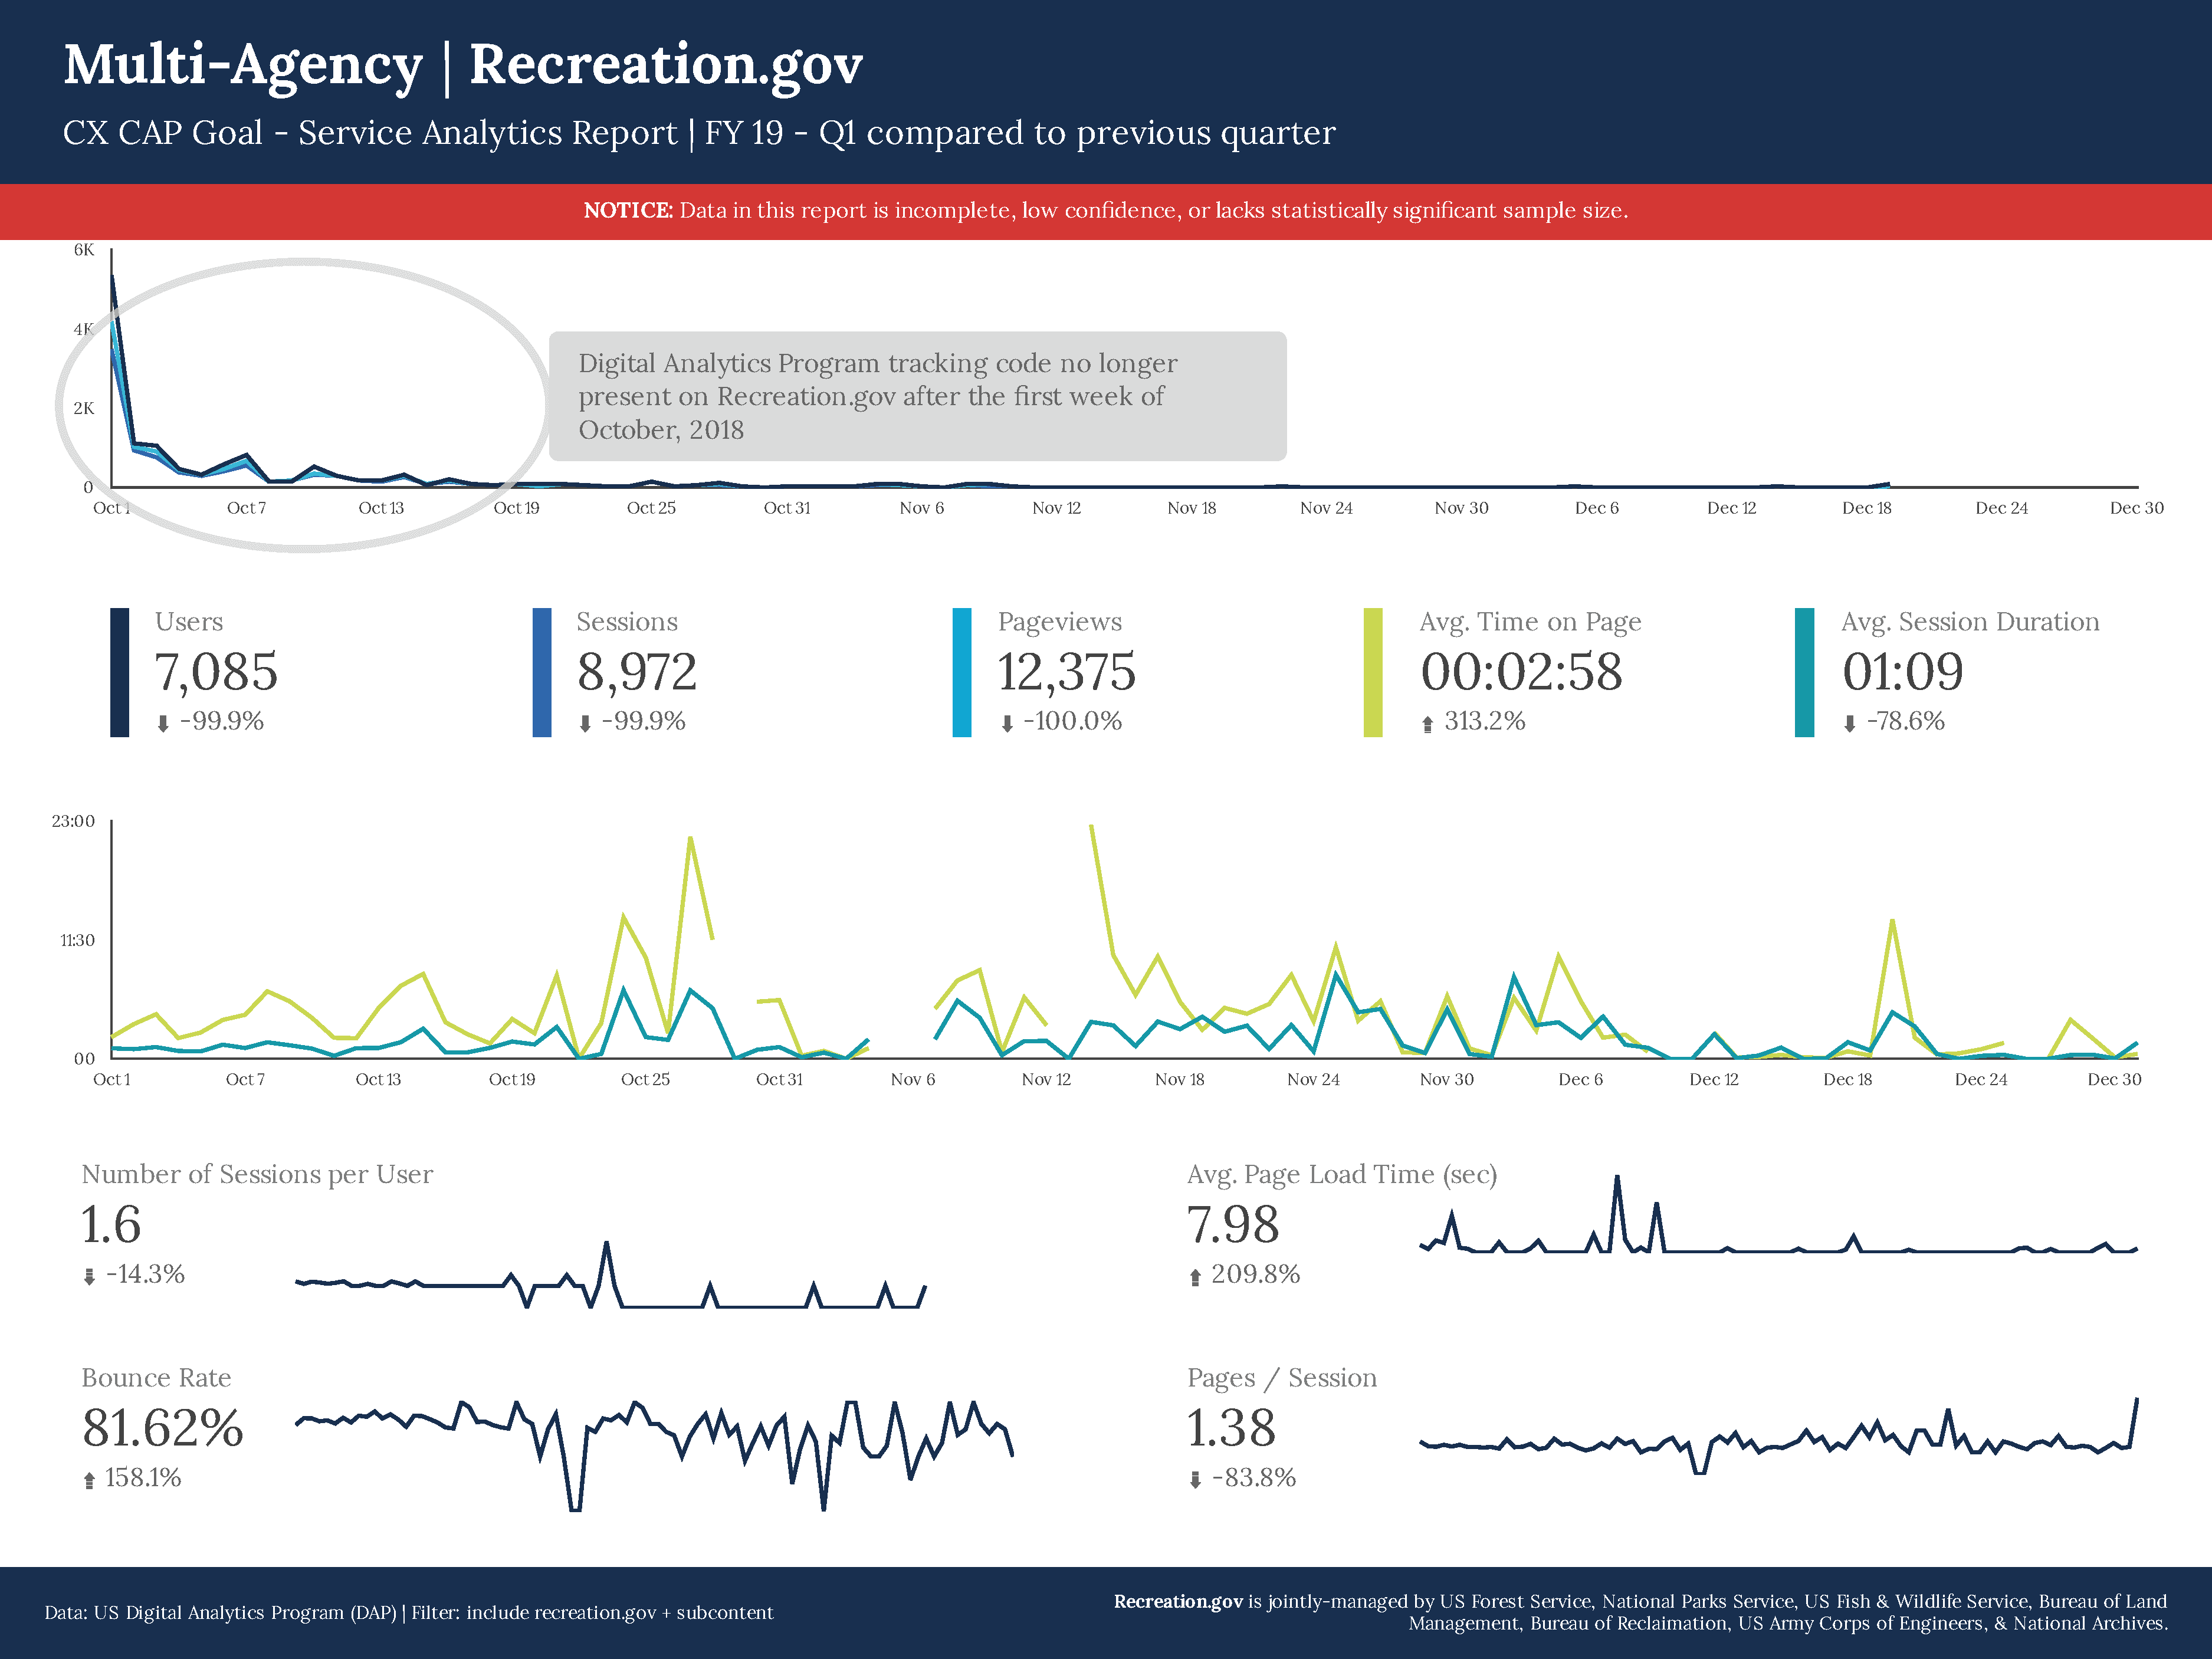 Multi-Agency | Recreation.gov
CX CAP Goal - Service Analytics Report | FY 19 - Q1 compared to previous quarter
NOTICE: Data in this report is incomplete, low confidence, or lacks statistically significant sample size.
6K
4K
2K
0
Digital Analytics Program tracking code no longer
present on Recreation.gov after the first week of
October, 2018
Oct 1 Oct 7 Oct 13 Oct 19 Oct 25 Oct 31 Nov 6 Nov 12 Nov 18 Nov 24 Nov 30 Dec 6 Dec 12 Dec 18 Dec 24 Dec 30
Users
7,085
-99.9%
Sessions
8,972
-99.9%
Pageviews
12,375
-100.0%
Avg. Time on Page
00:02:58
313.2%
Avg. Session Duration
01:09
-78.6%
23:00
11:30
00
Oct 1 Oct 7 Oct 13 Oct 19 Oct 25 Oct 31 Nov 6 Nov 12 Nov 18 Nov 24 Nov 30 Dec 6 Dec 12 Dec 18 Dec 24 Dec 30
Number of Sessions per User
1.6
-14.3%
Avg. Page Load Time (sec)
7.98
209.8%
Bounce Rate
81.62%
158.1%
Pages / Session
1.38
-83.8%
Data: US Digital Analytics Program (DAP) | Filter: include recreation.gov + subcontent
Recreation.gov is jointly-managed by US Forest Service, National Parks Service, US Fish & Wildlife Service, Bureau of Land
Management, Bureau of Reclaimation, US Army Corps of Engineers, & National Archives.